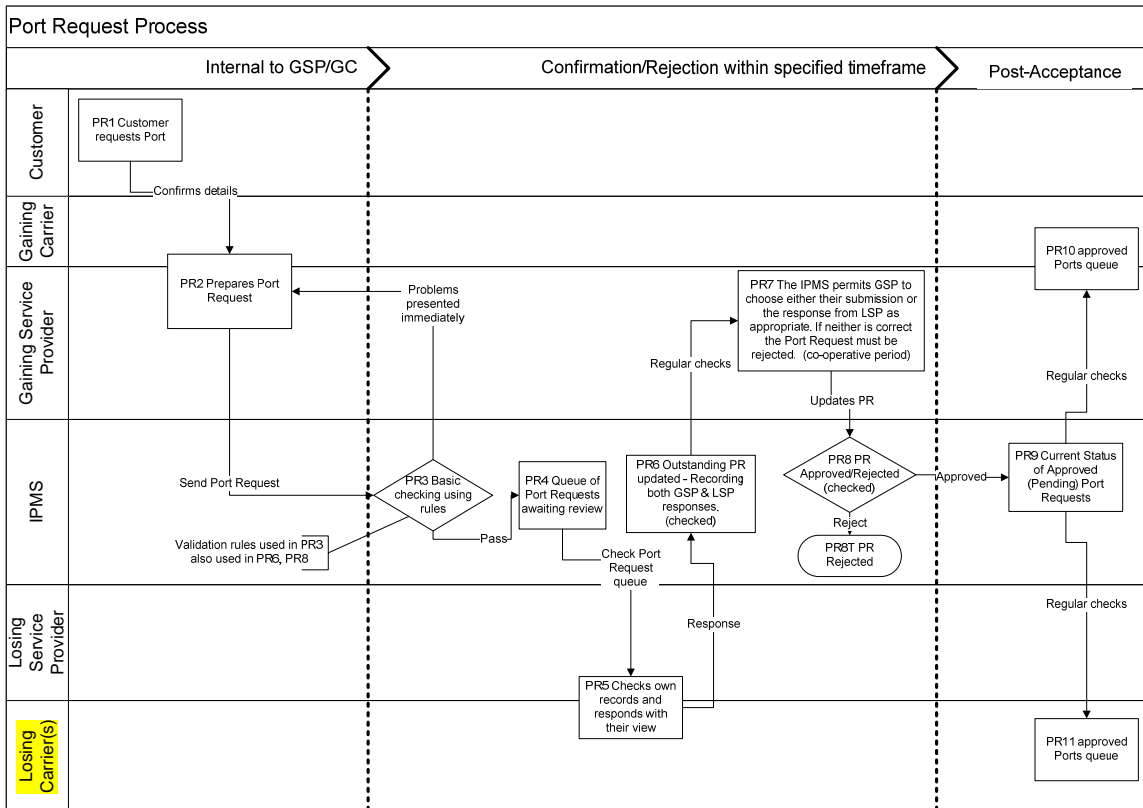 Port Request Process
Internal to GSP/GC
Confirmation/Rejection within specified timeframe
Post-Acceptance
Customer
PR1 Customer
requests Port
Confirms details
Gaining
Carrier
PR10 approved
Ports queue
Gaining Service
Provider
PR2 Prepares Port
Request
Problems
presented
immediately
PR7 The IPMS permits GSP to
choose either their submission or
the response from LSP as
appropriate. If neither is correct
the Port Request must be
rejected. (co-operative period)
Regular checks
Regular checks
Updates PR
IPMS
Send Port Request
PR3 Basic
checking using
rules
PR4 Queue of
Port Requests
awaiting review
PR6 Outstanding PR
updated - Recording
both GSP & LSP
responses.
(checked)
PR8 PR
Approved/Rejected
(checked)
Approved
PR9 Current Status
of Approved
(Pending) Port
Requests
Pass
Reject
Validation rules used in PR3
also used in PR6, PR8
Check Port
Request
queue
PR8T PR
Rejected
Losing
Service
Provider
Response
Regular checks
PR5 Checks own
records and
responds with
their view
Losing
Carrier(s)
PR11 approved
Ports queue